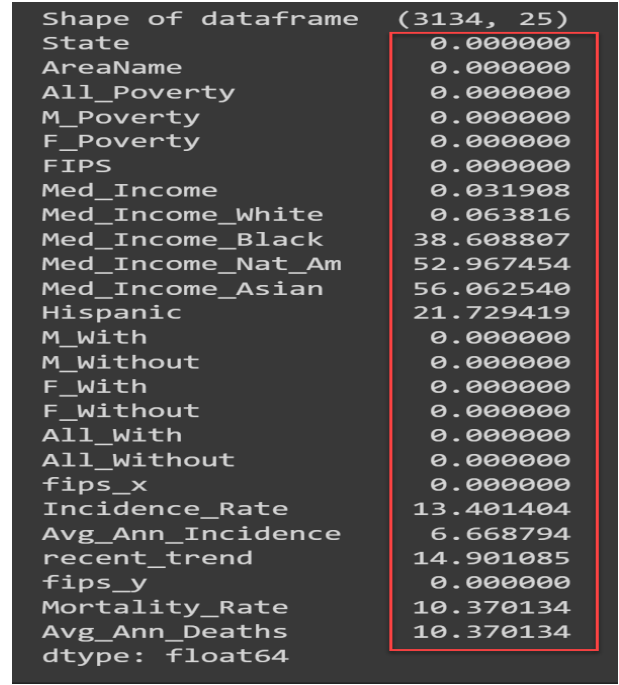 Shape of dataframe (3134, 25)
State 0.000000
AreaName 0.000000
All_Poverty 0.000000
M_Poverty 0.000000
F_Poverty 0.000000
FIPS 0.000000
Med_Income 0.031908
Med_Income_White 0.063816
Med_Income_Black 38.608807
Med_Income_Nat_Am 52.967454
Med_Income_Asian 56.062540
Hispanic 21.729419
M_With 0.000000
M_Without 0.000000
F_With 0.000000
F_Without 0.000000
All_With 0.000000
All_Without 0.000000
fips_x 0.000000
Incidence_Rate 13.401404
Avg_Ann_Incidence 6.668794
recent_trend 14.901085
fips_y 0.000000
Mortality_Rate 10.370134
Avg_Ann_Deaths 10.370134
dtype: float64